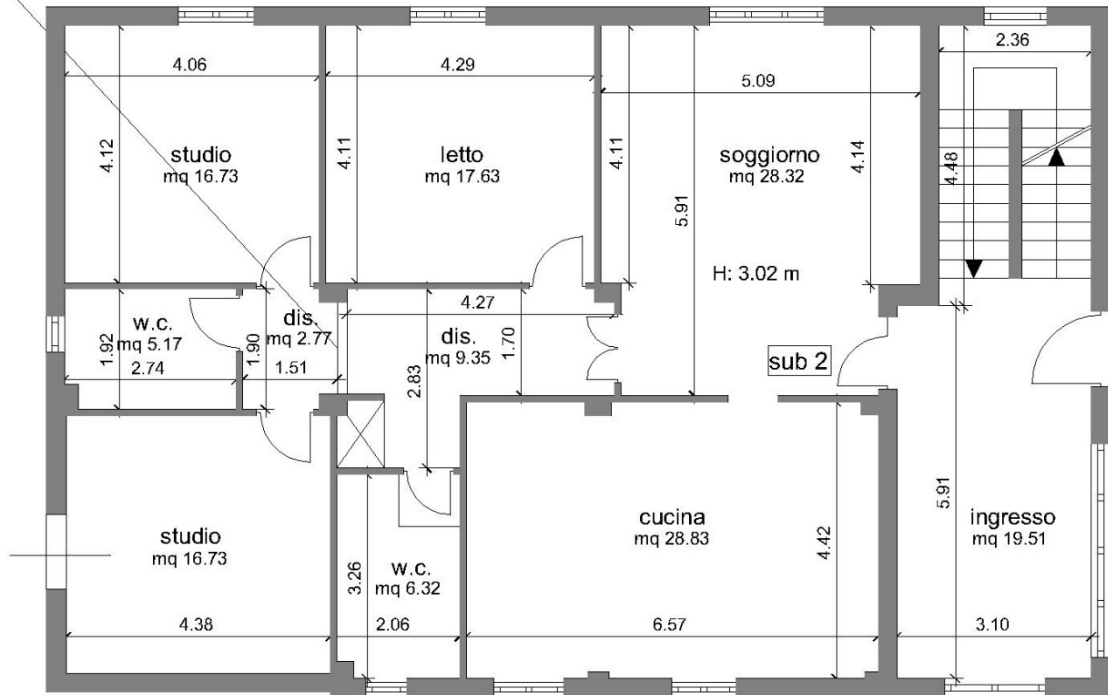 4.06
4.29
5.09
2.36
4.12
studio
mq 16.73
4.11
letto
mq 17.63
4.11
5.91
soggiorno
mq 28.32
4.14
4.48
H: 3.02 m
1.92
w.c.
mq 5.17
2.74
1.90
dis.
mq 2.77
1.51
4.27
dis.
mq 9.35
1.70
2.83
sub 2
studio
mq 16.73
4.38
3.26
w.c.
mq 6.32
2.06
cucina
mq 28.83
4.42
6.57
5.91
ingresso
mq 19.51
3.10